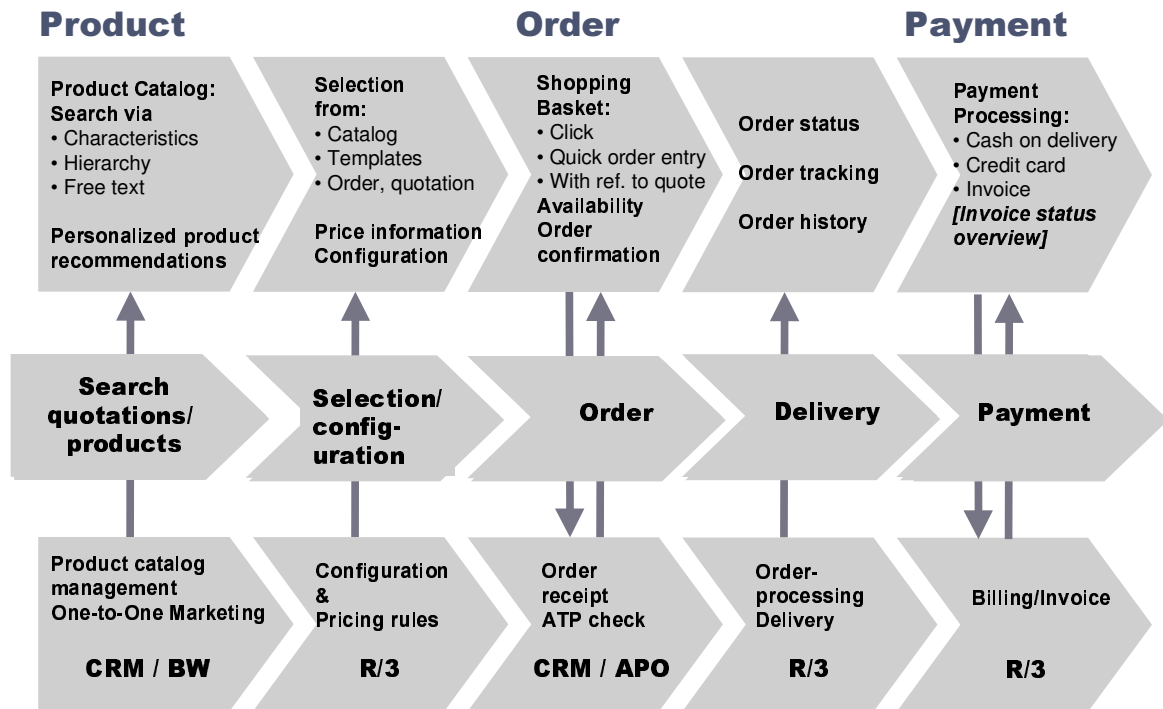 Product
Order
Payment
Product Catalog:
Search via
• Characteristics
• Hierarchy
• Free text
Personalized product
recommendations
Selection
from:
• Catalog
• Templates
• Order, quotation
Price information
Configuration
Shopping
Basket:
• Click
• Quick order entry
• With ref. to quote
Availability
Order
confirmation
Order status
Order tracking
Order history
Payment
Processing:
• Cash on delivery
• Credit card
• Invoice
[Invoice status
overview]
Search
quotations/
products
Selection/
config-
uration
Order
Delivery
Payment
Product catalog
management
One-to-One Marketing
CRM / BW
Configuration
&
Pricing rules
R/3
Order
receipt
ATP check
CRM / APO
Order-
processing
Delivery
R/3
Billing/Invoice
R/3